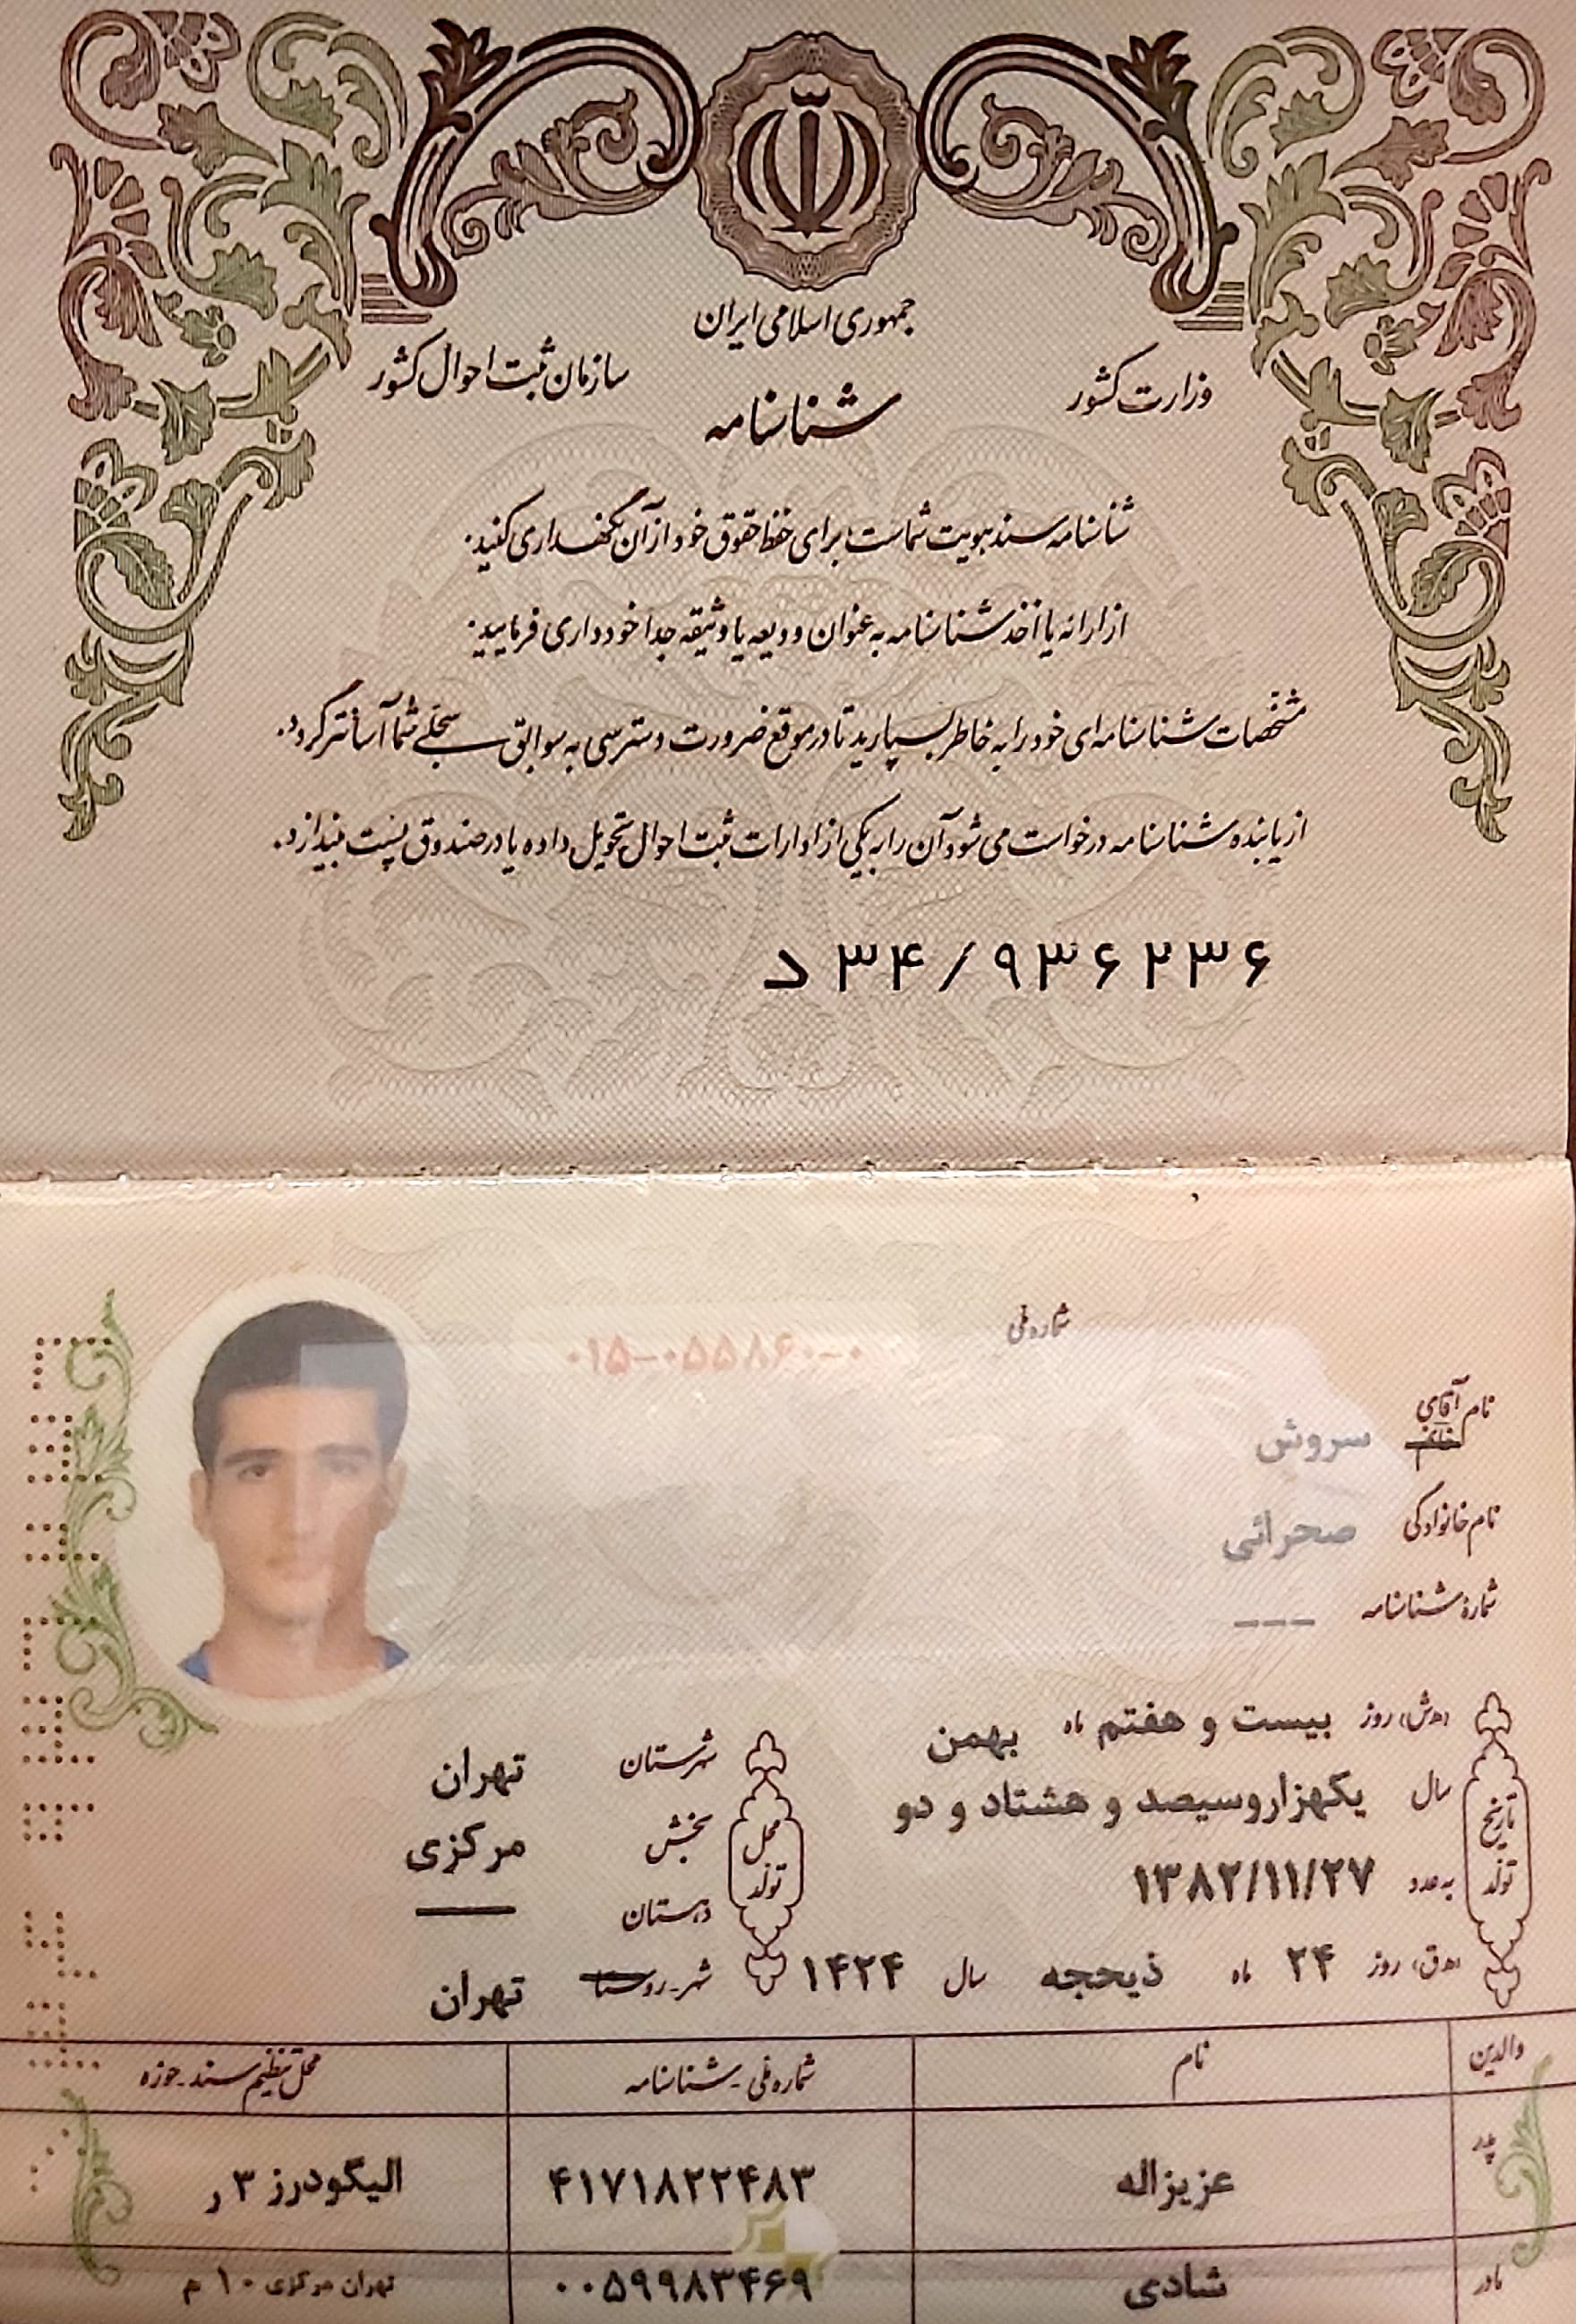 جمهوری اسلامی ایران
وزارت کشور
سازمان ثبت احوال کشور
شناسنامه
شناسنامه سند هویت شماست برای حفظ حقوق خود از آن نگهداری کنید.
از ارائه یا اخذ شناسنامه به عنوان ودیعه یا وثیقه جداً خودداری فرمایید.
مشخصات شناسنامه‌ای خود را به خاطر بسپارید تا در موقع ضرورت دسترسی به سوابق سجلی شما آسانتر گردد.
از یابنده شناسنامه درخواست می شود آن را به یکی از ادارات ثبت احوال تحویل داده یا در صندوق پست بیندازد.
د ۳۴/۹۳۶۲۳۶
شماره ملی ۰۱۵-۰۵۵۸۶۰-۰
نام آقای خانم سروش
نام خانوادگی صحرائی
شماره شناسنامه ---
تاریخ تولد
(ه‍.ش) روز بیست و هفتم ماه بهمن
سال یکهزاروسیصد و هشتاد و دو
به عدد ۱۳۸۲/۱۱/۲۷
(ه‍.ق) روز ۲۴ ماه ذیحجه سال ۱۴۲۴
محل تولد
شهرستان تهران
بخش مرکزی
دهستان —
شهر-روستا تهران
والدین نام شماره ملی-شناسنامه محل تنظیم سند-حوزه
پدر عزیزاله ۴۱۷۱۸۲۲۴۸۳ الیگودرز ۳ر
مادر شادی ۰۰۵۹۹۸۳۴۶۹ تهران مرکزی ۱۰ م